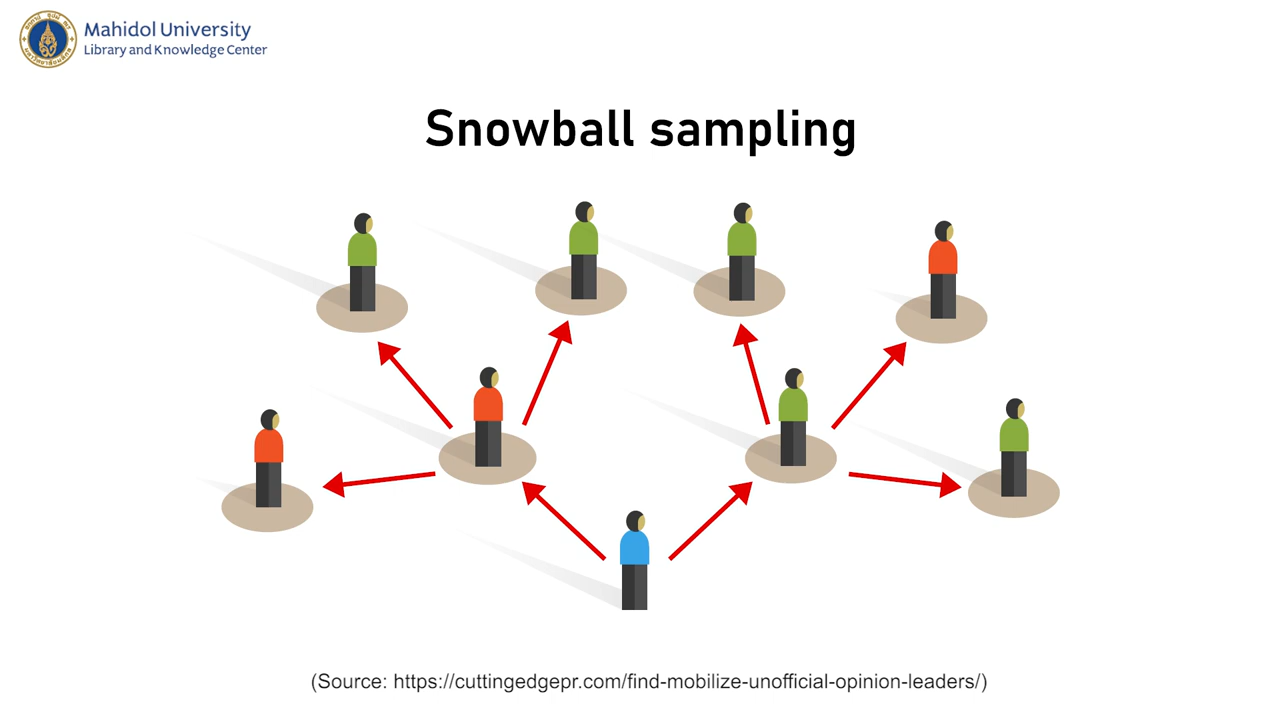 Mahidol University
Library and Knowledge Center
Snowball sampling
(Source: https://cuttingedgepr.com/find-mobilize-unofficial-opinion-leaders/)